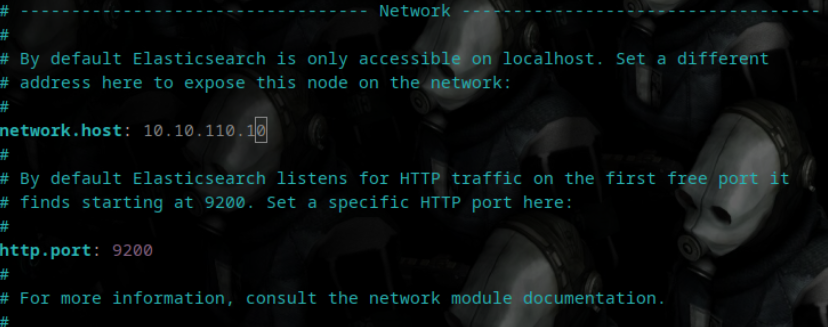 # --------------------------------- Network -----------------------------------
#
# By default Elasticsearch is only accessible on localhost. Set a different
# address here to expose this node on the network:
#
network.host: 10.10.110.10
#
# By default Elasticsearch listens for HTTP traffic on the first free port it
# finds starting at 9200. Set a specific HTTP port here:
#
http.port: 9200
#
# For more information, consult the network module documentation.
#